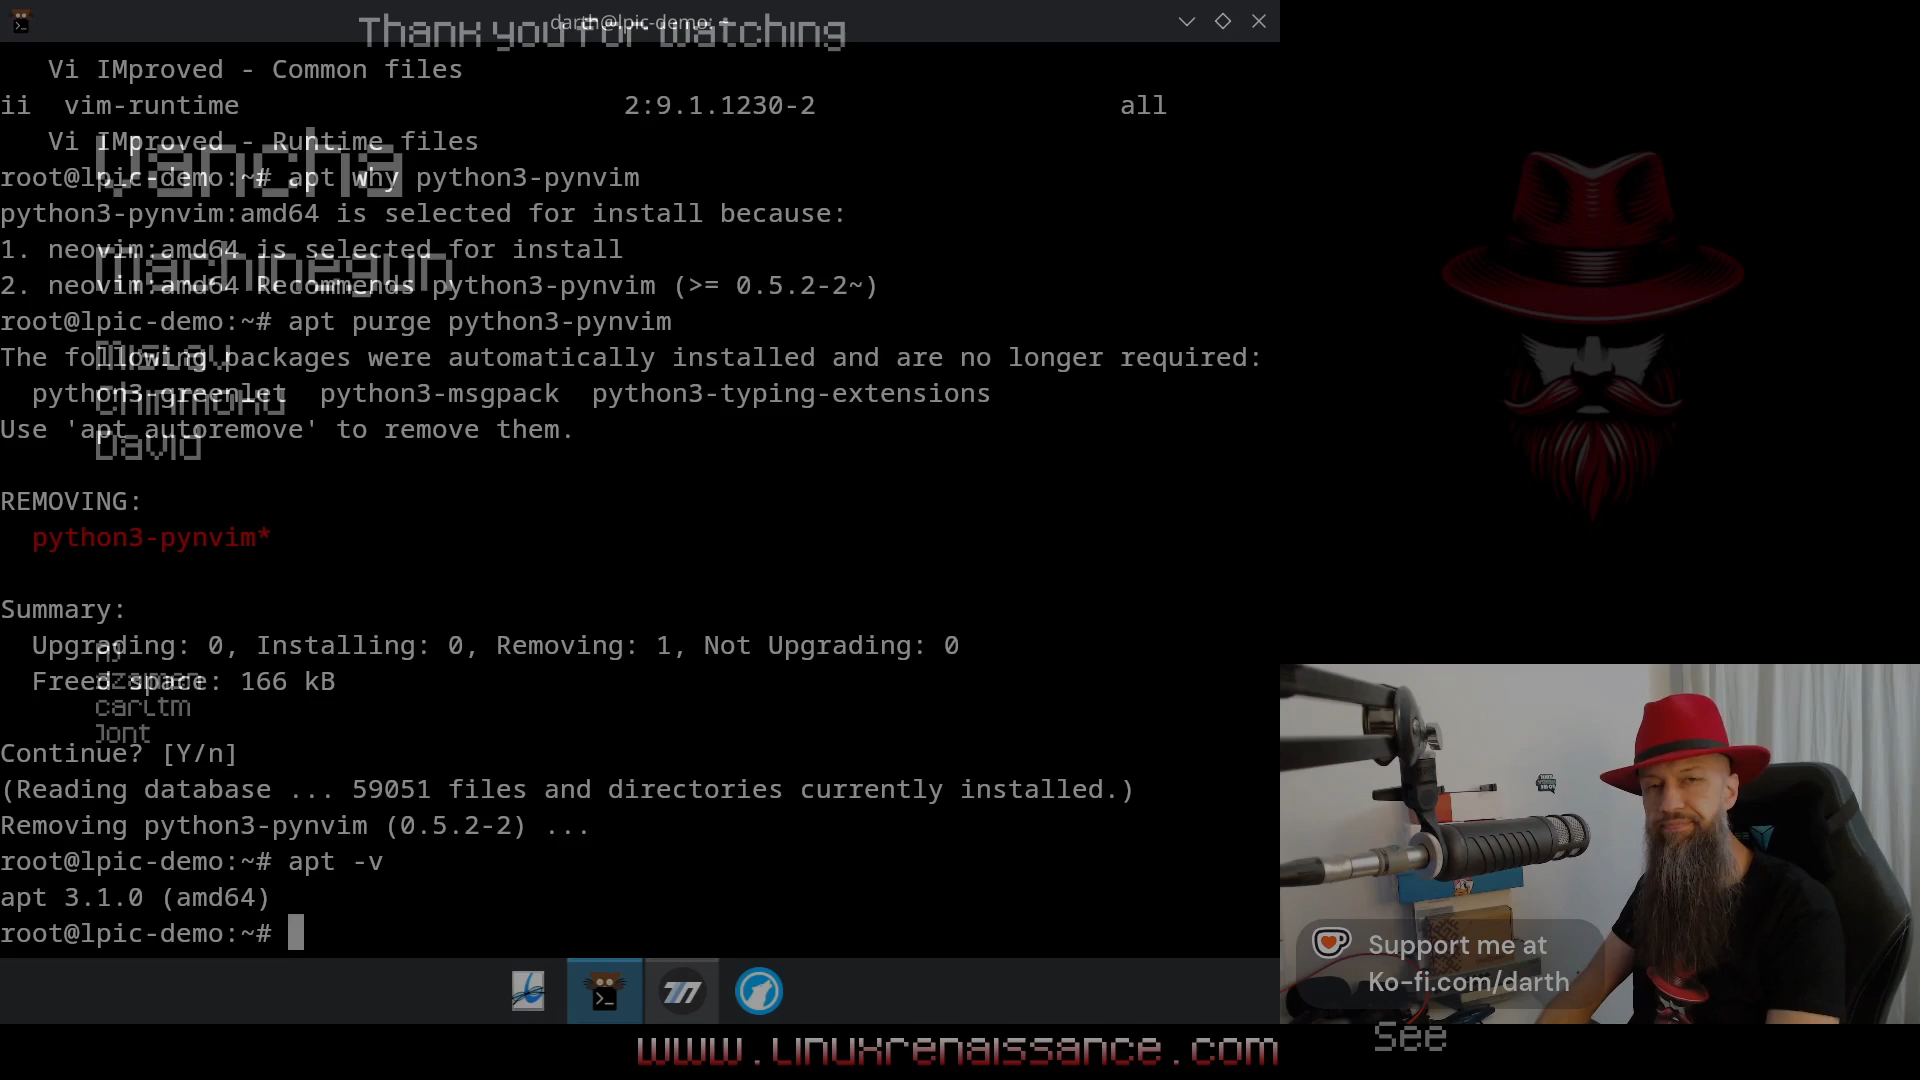 darth@lpic-demo: ~
Thank you for watching
Vi IMproved - Common files
ii vim-runtime 2:9.1.1230-2 all
Vi IMproved - Runtime files
Vancha
root@lpic-demo:~# apt why python3-pynvim
python3-pynvim:amd64 is selected for install because:
1. neovim:amd64 is selected for install
Machinegun
2. neovim:amd64 Recommends python3-pynvim (>= 0.5.2-2~)
root@lpic-demo:~# apt purge python3-pynvim
The following packages were automatically installed and are no longer required:
python3-greenlet python3-msgpack python3-typing-extensions
Use 'apt autoremove' to remove them.
David
REMOVING:
python3-pynvim*
Summary:
Upgrading: 0, Installing: 0, Removing: 1, Not Upgrading: 0
Freed space: 166 kB
carltm
Jont
Continue? [Y/n]
(Reading database ... 59051 files and directories currently installed.)
Removing python3-pynvim (0.5.2-2) ...
root@lpic-demo:~# apt -v
apt 3.1.0 (amd64)
root@lpic-demo:~#
Support me at
Ko-fi.com/darth
See
www.linuxrenaissance.com